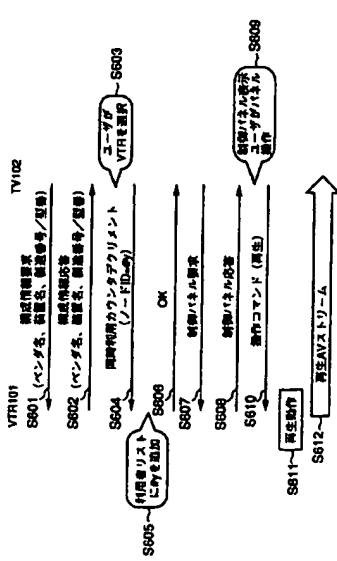 VTR101
TV102
S601
構成情報要求
(ベンダ名、装置名、製造番号/型番)
S602
構成情報応答
(ベンダ名、装置名、製造番号/型番)
S603
ユーザが
VTRを選択
S604
同時利用カウンタデクリメント
(ノードID=my)
S605
利用者リスト
にmyを追加
S606
OK
S607
制御パネル要求
S608
制御パネル応答
S609
制御パネル表示
ユーザがパネル
操作
S610
操作コマンド (再生)
S611
再生動作
S612
再生AVストリーム